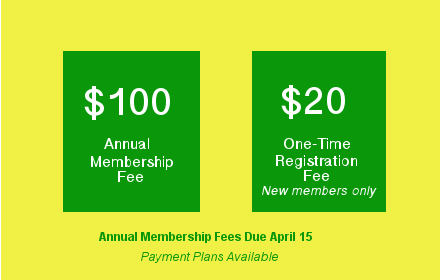 $100
Annual
Membership
Fee
$20
One-Time
Registration
Fee
New members only
Annual Membership Fees Due April 15
Payment Plans Available